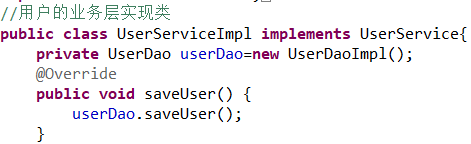 //用户的业务层实现类
public class UserServiceImpl implements UserService{
    private UserDao userDao=new UserDaoImpl();
    @Override
    public void saveUser() {
        userDao.saveUser();
    }